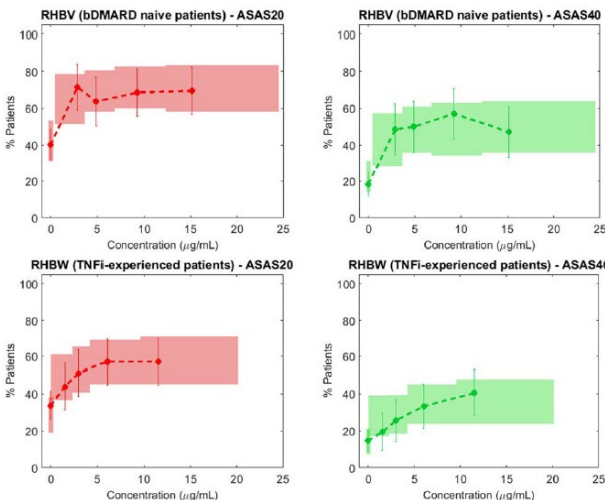 RHBV (bDMARD naive patients) - ASAS20
100
80
60
40
20
0
% Patients
0 5 10 15 20 25
Concentration (μg/mL)
RHBV (bDMARD naive patients) - ASAS40
100
80
60
40
20
0
% Patients
0 5 10 15 20 25
Concentration (μg/mL)
RHBW (TNFi-experienced patients) - ASAS20
100
80
60
40
20
0
% Patients
0 5 10 15 20 25
Concentration (μg/mL)
RHBW (TNFi-experienced patients) - ASAS40
100
80
60
40
20
0
% Patients
0 5 10 15 20 25
Concentration (μg/mL)